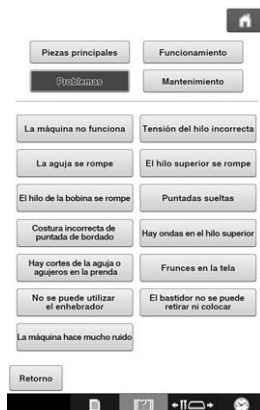 Piezas principales
Funcionamiento
Problemas
Mantenimiento
La máquina no funciona
Tensión del hilo incorrecta
La aguja se rompe
El hilo superior se rompe
El hilo de la bobina se rompe
Puntadas sueltas
Costura incorrecta de
puntada de bordado
Hay ondas en el hilo superior
Hay cortes de la aguja o
agujeros en la prenda
Frunces en la tela
No se puede utilizar
el enhebrador
El bastidor no se puede
retirar ni colocar
La máquina hace mucho ruido
Retorno